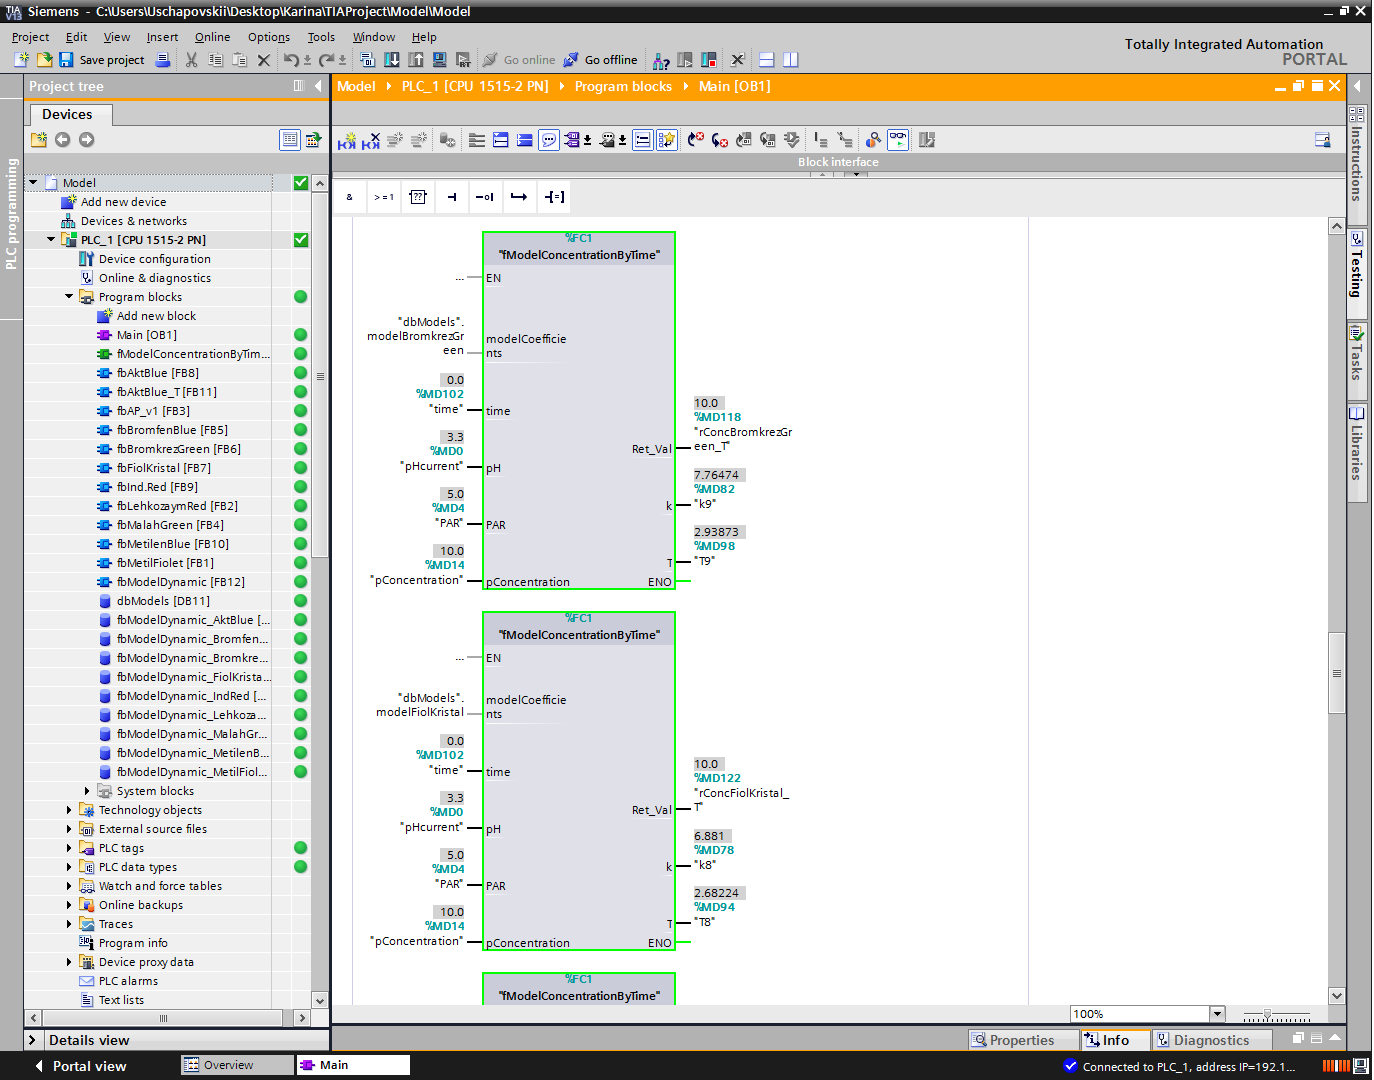 Siemens - C:\Users\Uschapovskii\Desktop\Karina\TIAProject\Model\Model
Project Edit View Insert Online Options Tools Window Help
Totally Integrated Automation
PORTAL
Save project Go online Go offline
Project tree
Model PLC_1 [CPU 1515-2 PN] Program blocks Main [OB1]
Devices
Block interface
PLC programming
Model
Add new device
Devices & networks
PLC_1 [CPU 1515-2 PN]
Device configuration
Online & diagnostics
Program blocks
Add new block
Main [OB1]
fModelConcentrationByTim...
fbAktBlue [FB8]
fbAktBlue_T [FB11]
fbAP_v1 [FB3]
fbBromfenBlue [FB5]
fbBromkrezGreen [FB6]
fbFiolKristal [FB7]
fbInd.Red [FB9]
fbLehkozaymRed [FB2]
fbMalahGreen [FB4]
fbMetilenBlue [FB10]
fbMetilFiolet [FB1]
fbModelDynamic [FB12]
dbModels [DB11]
fbModelDynamic_AktBlue [...
fbModelDynamic_Bromfen...
fbModelDynamic_Bromkre...
fbModelDynamic_FiolKrista...
fbModelDynamic_IndRed [...
fbModelDynamic_Lehkoza...
fbModelDynamic_MalahGr...
fbModelDynamic_MetilenB...
fbModelDynamic_MetilFiol...
System blocks
Technology objects
External source files
PLC tags
PLC data types
Watch and force tables
Online backups
Traces
Program info
Device proxy data
PLC alarms
Text lists
Details view
& >=1 ??
%FC1
"fModelConcentrationByTime"
... EN
"dbModels".
modelBromkrezGr
een
modelCoefficie
nts
0.0
%MD102
"time" time
3.3
%MD0
"pHcurrent" pH
5.0
%MD4
"PAR" PAR
10.0
%MD14
"pConcentration" pConcentration
10.0
%MD118
"rConcBromkrezGr
Ret_Val een_T"
7.76474
%MD82
k "k9"
2.93873
%MD98
T "T9"
ENO
%FC1
"fModelConcentrationByTime"
... EN
"dbModels".
modelFiolKristal
modelCoefficie
nts
0.0
%MD102
"time" time
3.3
%MD0
"pHcurrent" pH
5.0
%MD4
"PAR" PAR
10.0
%MD14
"pConcentration" pConcentration
10.0
%MD122
"rConcFiolKristal_
Ret_Val T"
6.881
%MD78
k "k8"
2.68224
%MD94
T "T8"
ENO
%FC1
"fModelConcentrationByTime"
100%
Instructions
Testing
Tasks
Libraries
Properties Info Diagnostics
Portal view Overview Main
Connected to PLC_1, address IP=192.1...